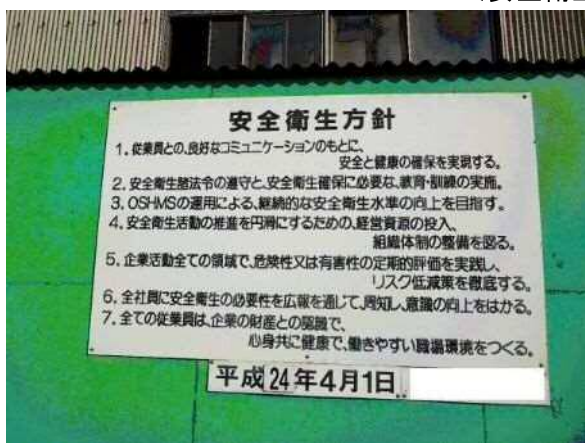 安全衛生方針
1. 従業員との、良好なコミュニケーションのもとに、
安全と健康の確保を実現する。
2. 安全衛生諸法令の遵守と、安全衛生確保に必要な、教育・訓練の実施。
3. OSHMSの運用による、継続的な安全衛生水準の向上を目指す。
4. 安全衛生活動の推進を円滑にするための、経営資源の投入、
組織体制の整備を図る。
5. 企業活動全ての領域で、危険性又は有害性の定期的評価を実践し、
リスク低減策を徹底する。
6. 全社員に安全衛生の必要性を広報を通じて、周知し、意識の向上をはかる。
7. 全ての従業員は、企業の財産との認識で、
心身共に健康で、働きやすい職場環境をつくる。
平成24年4月1日